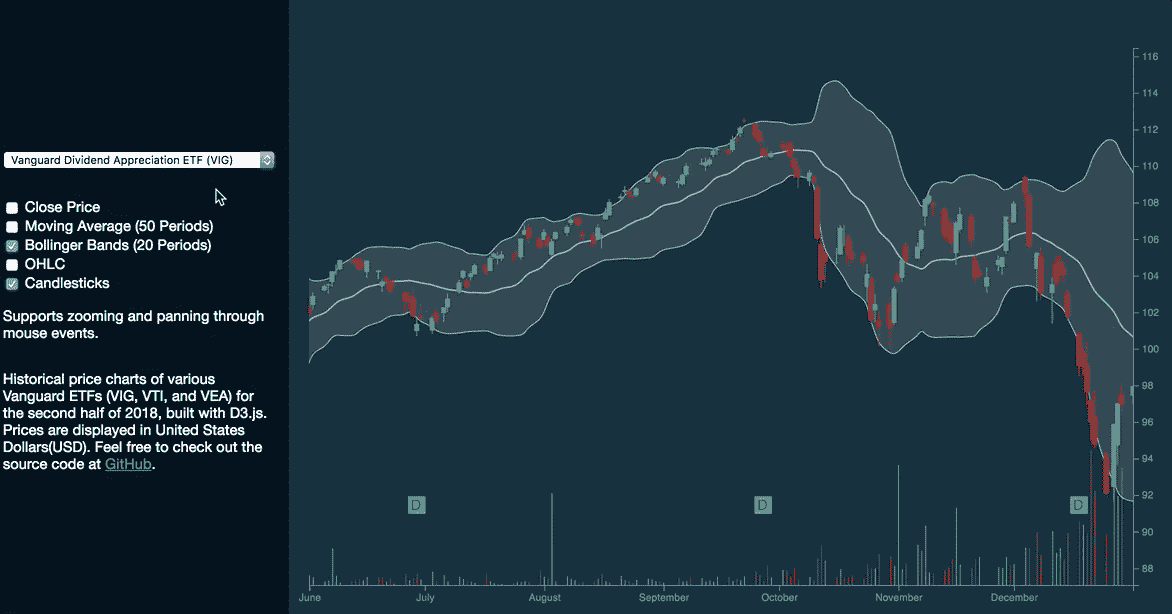 Vanguard Dividend Appreciation ETF (VIG)
Close Price
Moving Average (50 Periods)
Bollinger Bands (20 Periods)
OHLC
Candlesticks
Supports zooming and panning through
mouse events.
Historical price charts of various
Vanguard ETFs (VIG, VTI, and VEA) for
the second half of 2018, built with D3.js.
Prices are displayed in United States
Dollars(USD). Feel free to check out the
source code at GitHub.
116
114
112
110
108
106
104
102
100
98
96
94
92
90
88
D
D
D
June
July
August
September
October
November
December